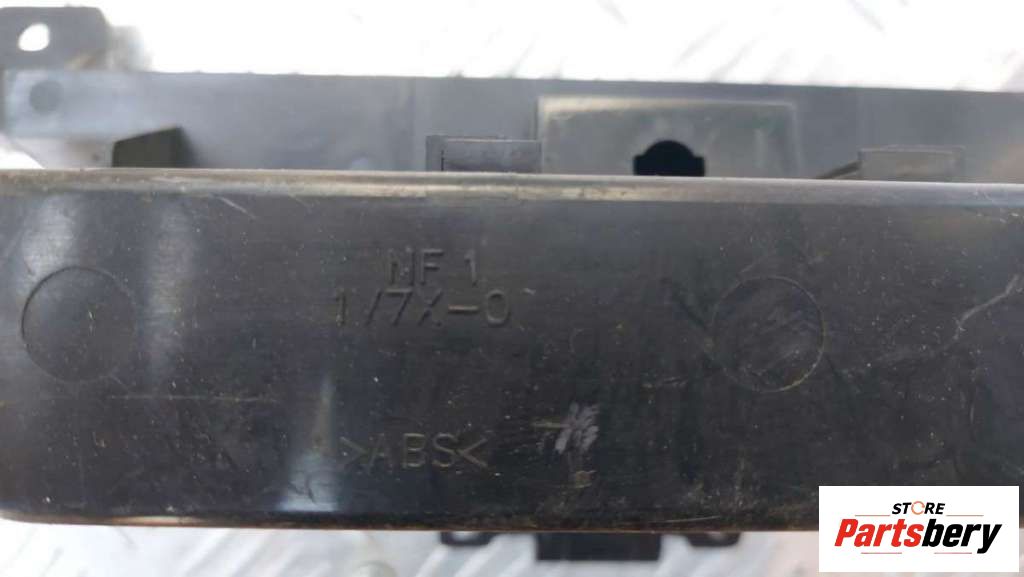 NF 1
1/7X-0
>ABS<
STORE
Partsbery